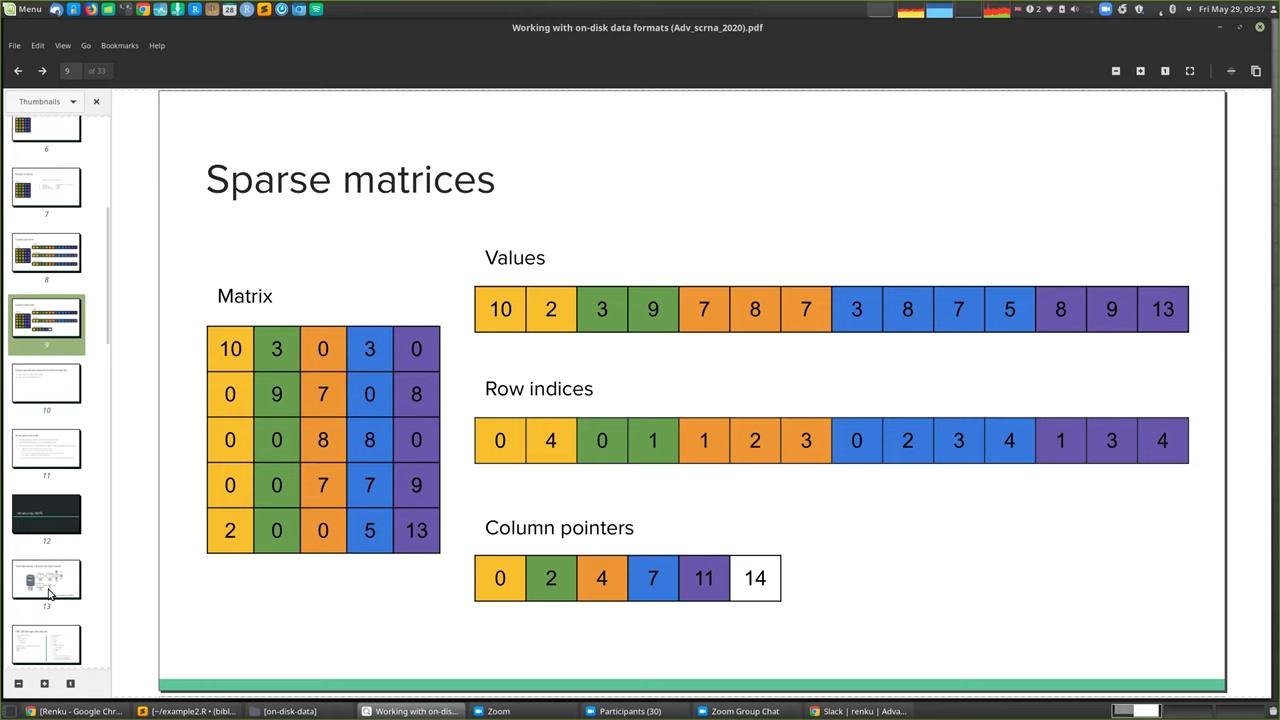 Menu
28
2
Fri May 29, 09:37
Working with on-disk data formats (Adv_scrna_2020).pdf
File Edit View Go Bookmarks Help
9 of 33
Thumbnails
6
7
8
9
10
11
12
13
Sparse matrices
Matrix
10 3 0 3 0
0 9 7 0 8
0 0 8 8 0
0 0 7 7 9
2 0 0 5 13
Values
10 2 3 9 7 8 7 3 8 7 5 8 9 13
Row indices
0 4 0 1 1 2 3 0 2 3 4 1 3 4
Column pointers
0 2 4 7 11 14
[Renku - Google Chr...
[~/example2.R • (bibl...
[on-disk-data]
Working with on-dis...
Zoom
Participants (30)
Zoom Group Chat
Slack | renku | Adva...